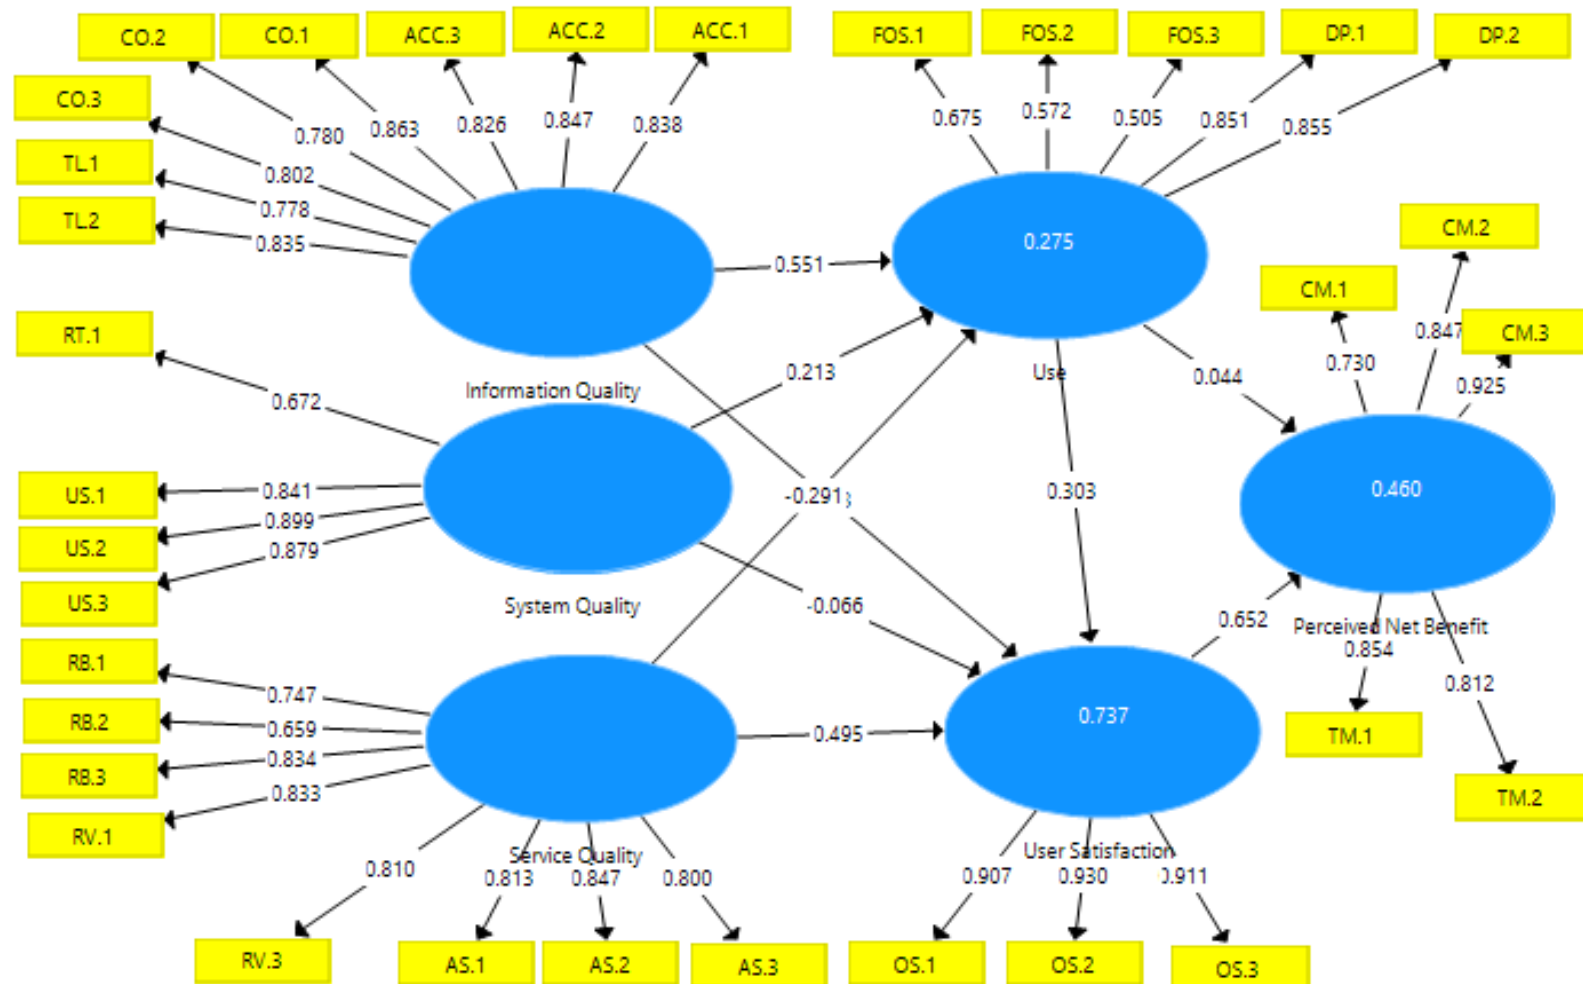 CO.2
CO.1
ACC.3
ACC.2
ACC.1
FOS.1
FOS.2
FOS.3
DP.1
DP.2
CO.3
TL.1
TL.2
0.780
0.863
0.826
0.847
0.838
0.675
0.572
0.505
0.851
0.855
0.802
0.778
0.835
0.551
0.275
CM.2
CM.1
CM.3
RT.1
0.672
Information Quality
0.213
Use
0.044
0.730
0.847
0.925
US.1
US.2
US.3
0.841
0.899
0.879
-0.291
0.303
0.460
System Quality
-0.066
0.652
Perceived Net Benefit
0.854
0.812
RB.1
RB.2
RB.3
RV.1
0.747
0.659
0.834
0.833
0.495
0.737
TM.1
TM.2
Service Quality
User Satisfaction
0.810
0.813
0.847
0.800
0.907
0.930
0.911
RV.3
AS.1
AS.2
AS.3
OS.1
OS.2
OS.3